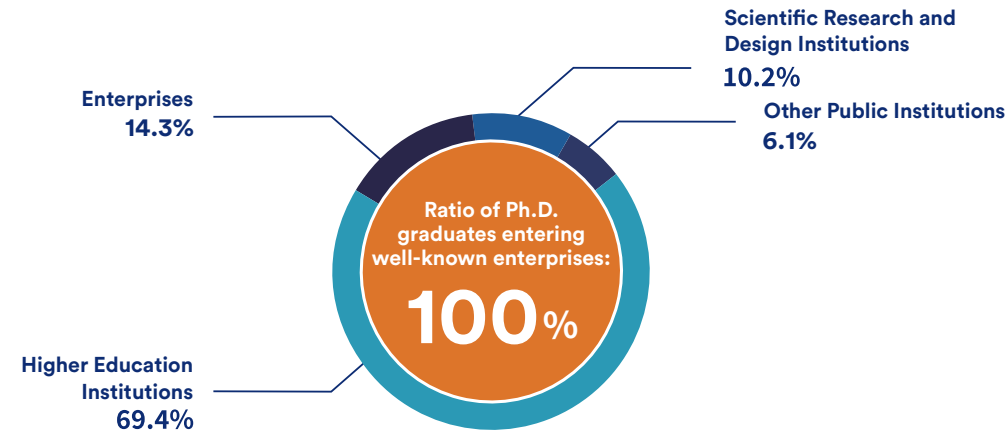 Scientific Research and
Design Institutions
10.2%
Enterprises
14.3%
Other Public Institutions
6.1%
Ratio of Ph.D.
graduates entering
well-known enterprises:
100%
Higher Education
Institutions
69.4%